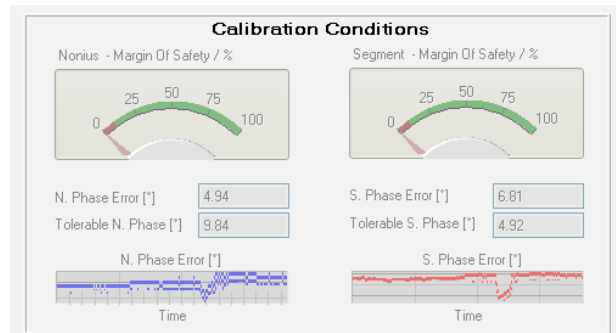 Calibration Conditions
Nonius - Margin Of Safety / %
0 25 50 75 100
N. Phase Error [°] 4.94
Tolerable N. Phase [°] 9.84
N. Phase Error [°]
Time
Segment - Margin Of Safety / %
0 25 50 75 100
S. Phase Error [°] 6.81
Tolerable S. Phase [°] 4.92
S. Phase Error [°]
Time